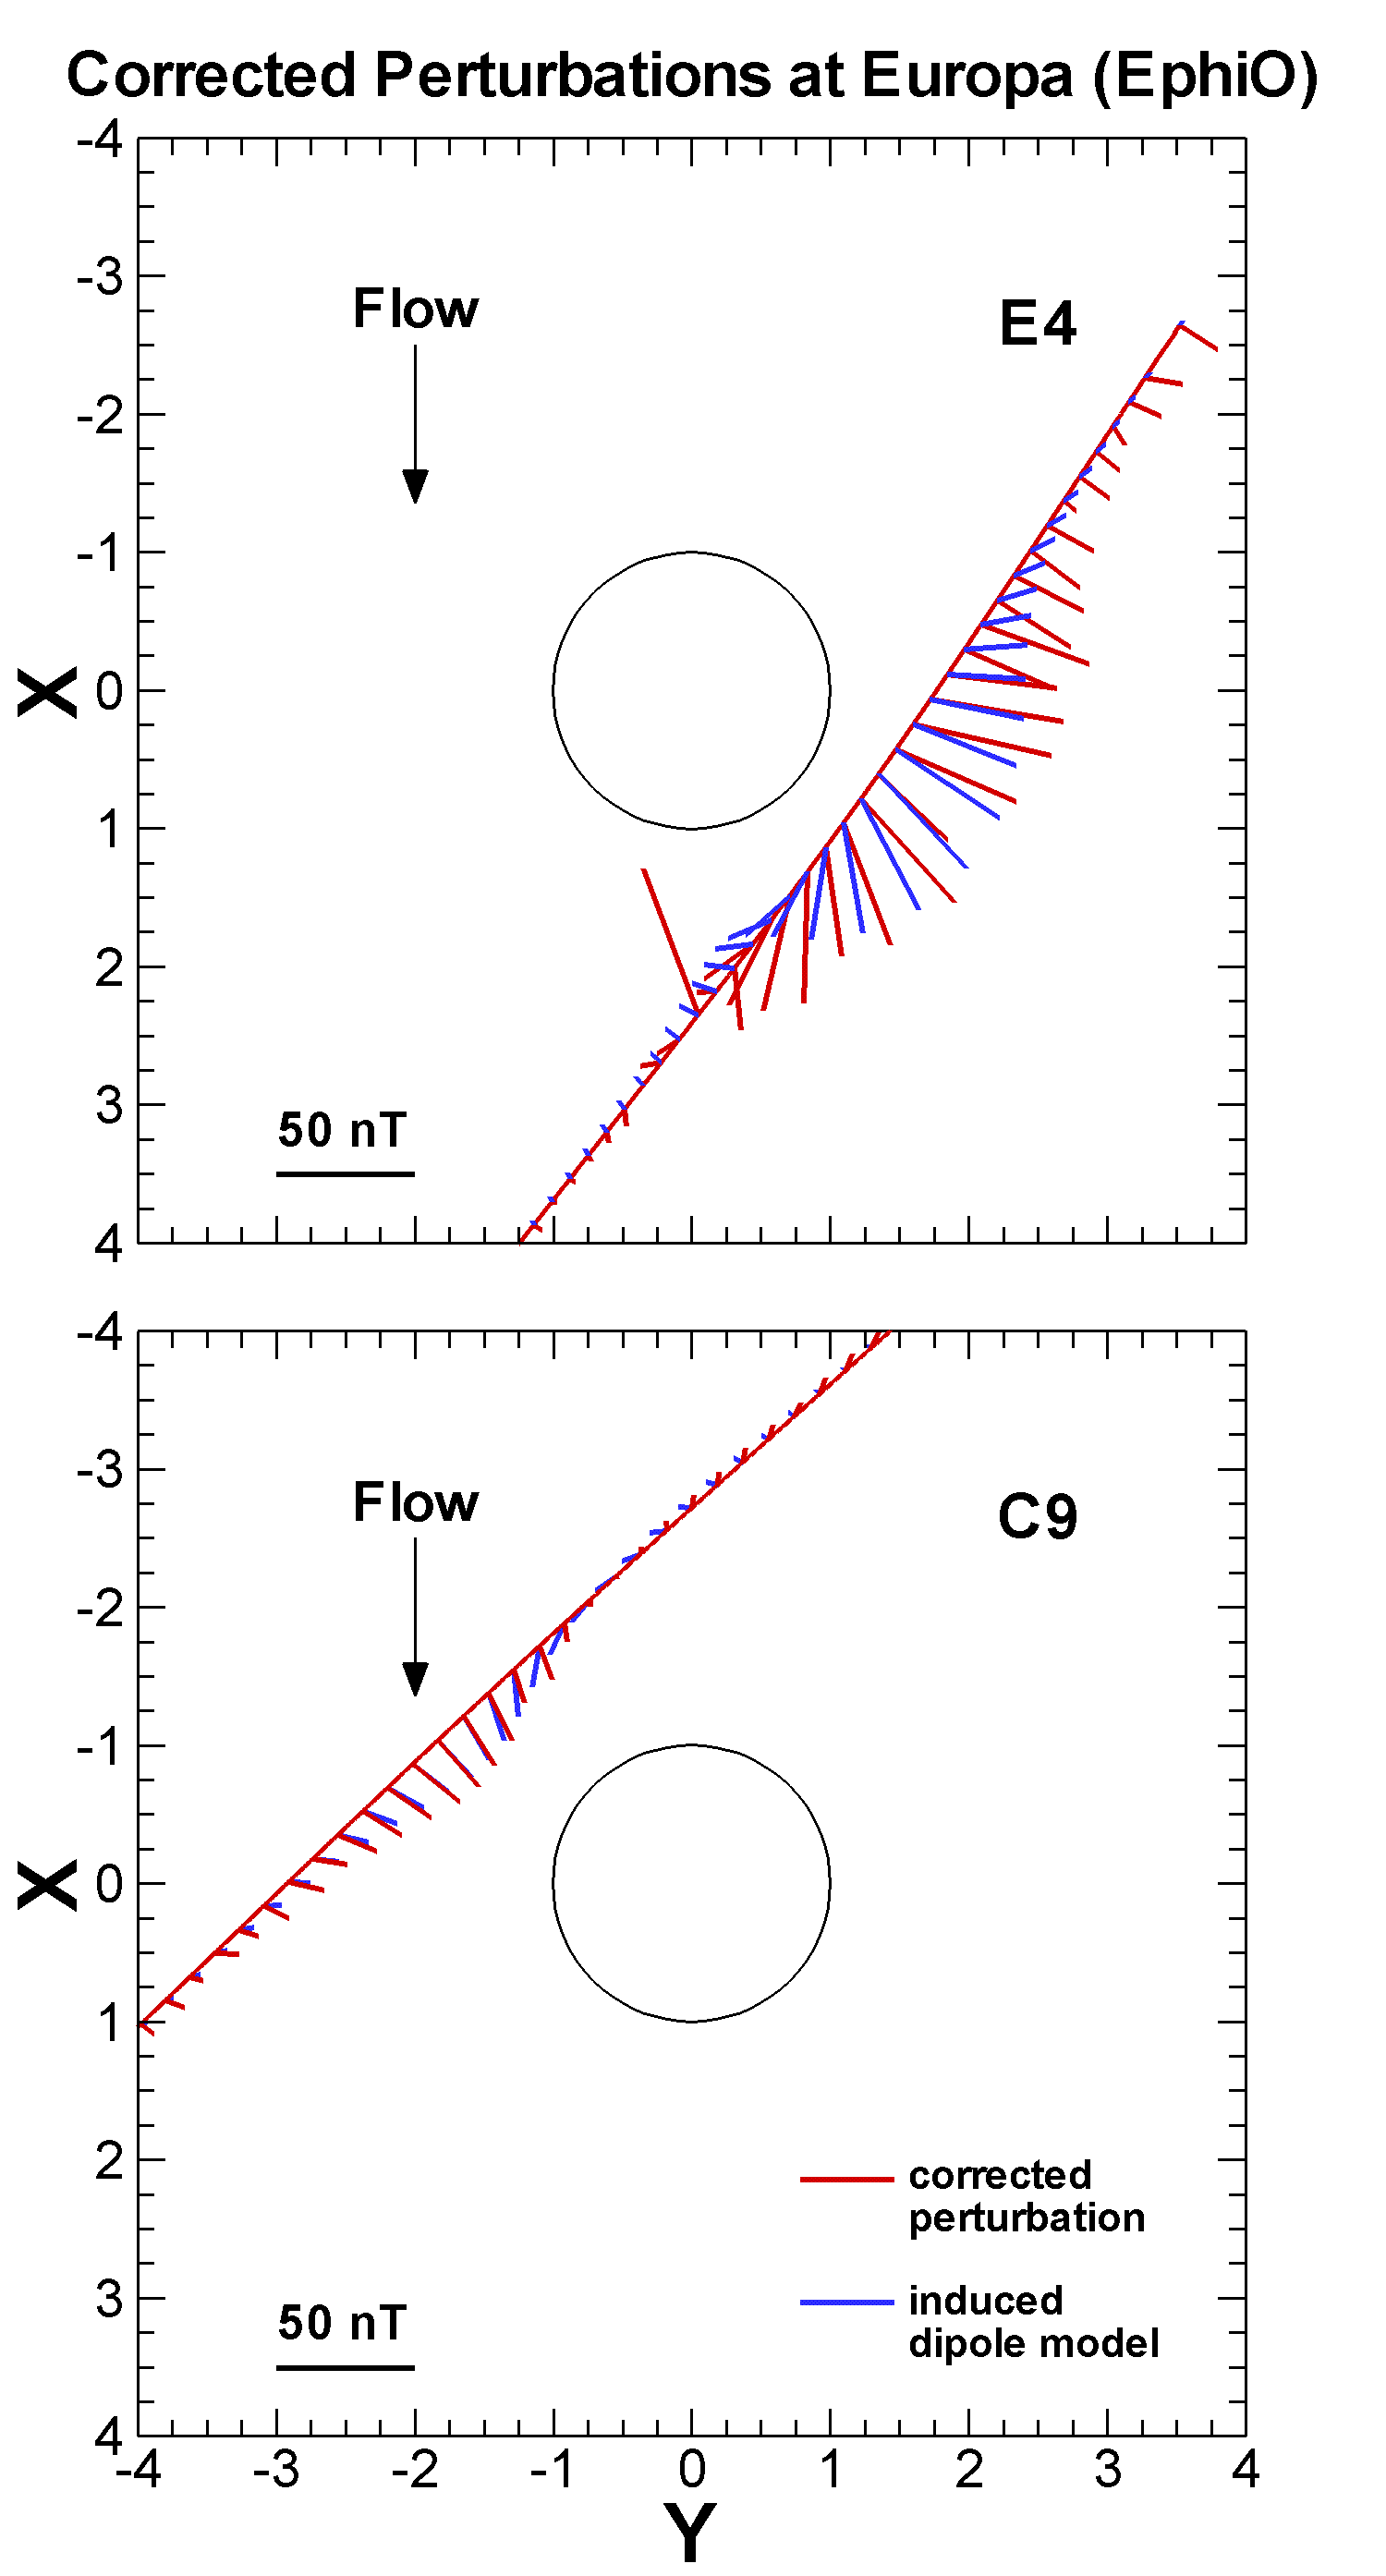 Corrected Perturbations at Europa (EphiO)
-4
-3
Flow
E4
-2
-1
X
0
1
2
3
50 nT
4
-4
-3
Flow
C9
-2
-1
X
0
1
2
corrected
perturbation
3
induced
50 nT
dipole model
4
-4 -3 -2 -1 0 1 2 3 4
Y